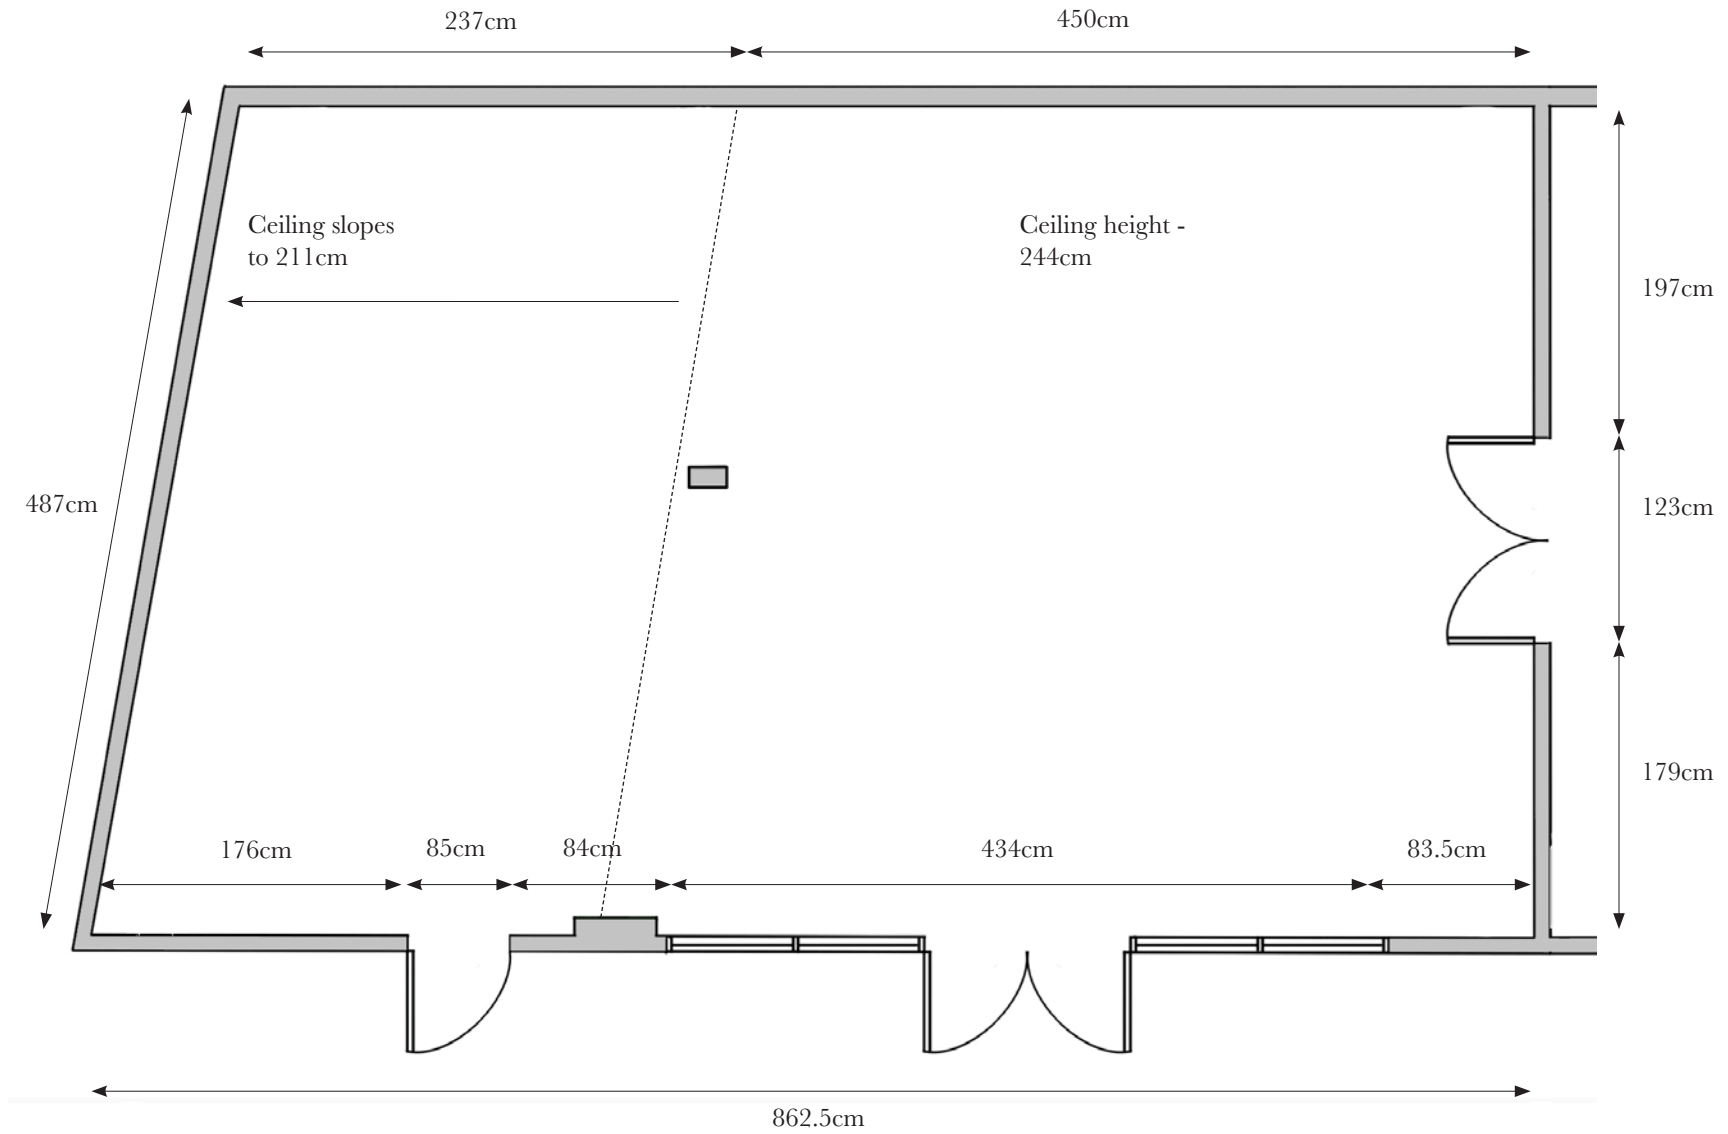 237cm
450cm
Ceiling slopes
to 211cm
Ceiling height -
244cm
197cm
487cm
123cm
179cm
176cm
85cm
84cm
434cm
83.5cm
862.5cm